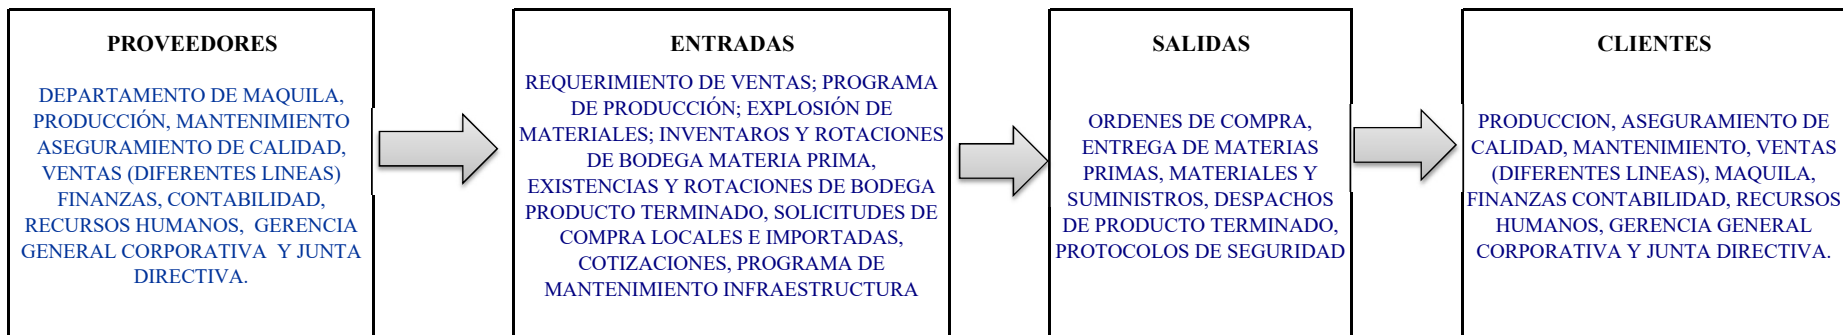 PROVEEDORES
DEPARTAMENTO DE MAQUILA,
PRODUCCIÓN, MANTENIMIENTO
ASEGURAMIENTO DE CALIDAD,
VENTAS (DIFERENTES LINEAS)
FINANZAS, CONTABILIDAD,
RECURSOS HUMANOS,  GERENCIA
GENERAL CORPORATIVA  Y JUNTA
DIRECTIVA.
ENTRADAS
REQUERIMIENTO DE VENTAS; PROGRAMA
DE PRODUCCIÓN; EXPLOSIÓN DE
MATERIALES; INVENTAROS Y ROTACIONES
DE BODEGA MATERIA PRIMA,
EXISTENCIAS Y ROTACIONES DE BODEGA
PRODUCTO TERMINADO, SOLICITUDES DE
COMPRA LOCALES E IMPORTADAS,
COTIZACIONES, PROGRAMA DE
MANTENIMIENTO INFRAESTRUCTURA
SALIDAS
ORDENES DE COMPRA,
ENTREGA DE MATERIAS
PRIMAS, MATERIALES Y
SUMINISTROS, DESPACHOS
DE PRODUCTO TERMINADO,
PROTOCOLOS DE SEGURIDAD
CLIENTES
PRODUCCION, ASEGURAMIENTO DE
CALIDAD, MANTENIMIENTO, VENTAS
(DIFERENTES LINEAS), MAQUILA,
FINANZAS CONTABILIDAD, RECURSOS
HUMANOS, GERENCIA GENERAL
CORPORATIVA Y JUNTA DIRECTIVA.